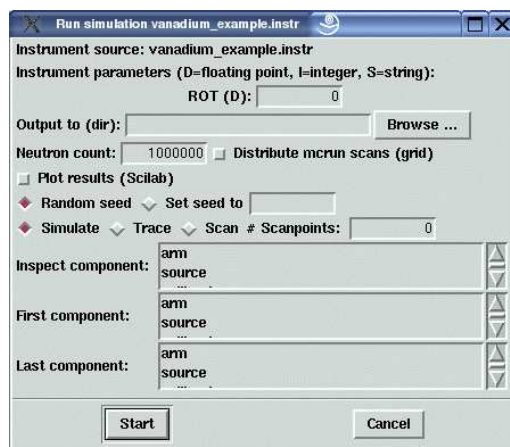 Run simulation vanadium_example.instr
Instrument source: vanadium_example.instr
Instrument parameters (D=floating point, I=integer, S=string):
ROT (D): 0
Output to (dir): Browse ...
Neutron count: 1000000 Distribute mcrun scans (grid)
Plot results (Scilab)
Random seed Set seed to
Simulate Trace Scan # Scanpoints: 0
Inspect component: arm
source
First component: arm
source
Last component: arm
source
Start Cancel